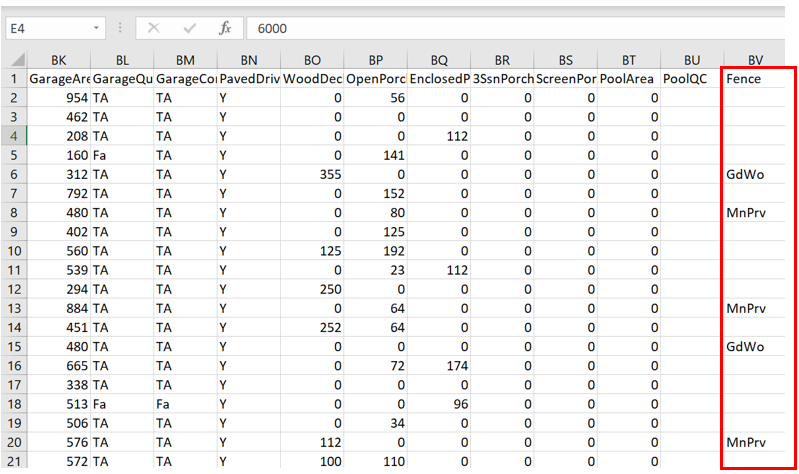 E4 fx 6000
BK BL BM BN BO BP BQ BR BS BT BU BV
1 GarageAre GarageQu GarageCon PavedDriv WoodDec OpenPorcl EnclosedP 3SsnPorch ScreenPor PoolArea PoolQC Fence
2 954 TA TA Y 0 56 0 0 0 0
3 462 TA TA Y 0 0 0 0 0 0
4 208 TA TA Y 0 0 112 0 0 0
5 160 Fa TA Y 0 141 0 0 0 0
6 312 TA TA Y 355 0 0 0 0 0 GdWo
7 792 TA TA Y 0 152 0 0 0 0
8 480 TA TA Y 0 80 0 0 0 0 MnPrv
9 402 TA TA Y 0 125 0 0 0 0
10 560 TA TA Y 125 192 0 0 0 0
11 539 TA TA Y 0 23 112 0 0 0
12 294 TA TA Y 250 0 0 0 0 0
13 884 TA TA Y 0 64 0 0 0 0 MnPrv
14 451 TA TA Y 252 64 0 0 0 0
15 480 TA TA Y 0 0 0 0 0 0 GdWo
16 665 TA TA Y 0 72 174 0 0 0
17 338 TA TA Y 0 0 0 0 0 0
18 513 Fa Fa Y 0 0 96 0 0 0
19 506 TA TA Y 0 34 0 0 0 0
20 576 TA TA Y 112 0 0 0 0 0 MnPrv
21 572 TA TA Y 100 110 0 0 0 0